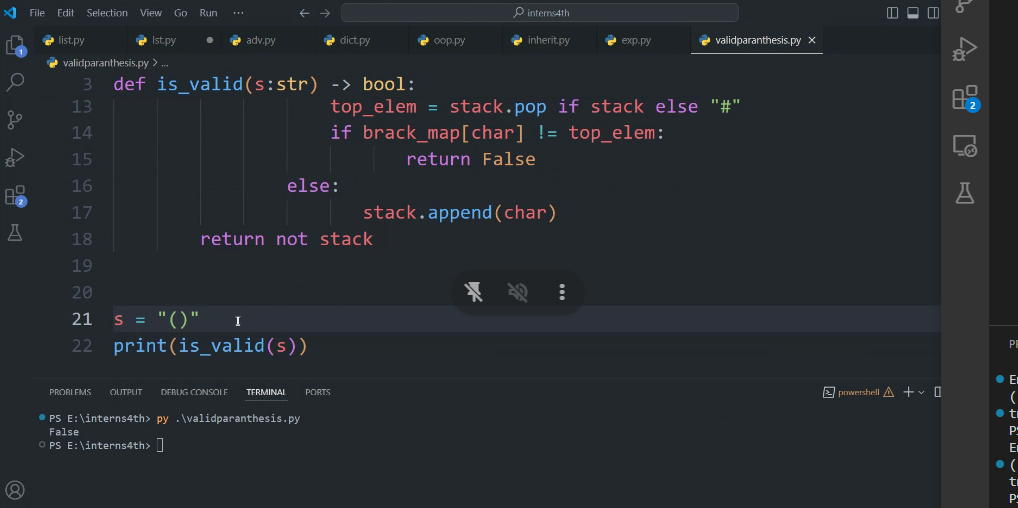 File Edit Selection View Go Run ··· interns4th
list.py lst.py adv.py dict.py oop.py inherit.py exp.py validparanthesis.py
validparanthesis.py > ...
3 def is_valid(s:str) -> bool:
13 top_elem = stack.pop if stack else "#"
14 if brack_map[char] != top_elem:
15 return False
16 else:
17 stack.append(char)
18 return not stack
19
20
21 s = "()"
22 print(is_valid(s))
PROBLEMS OUTPUT DEBUG CONSOLE TERMINAL PORTS powershell
PS E:\interns4th> py .\validparanthesis.py
False
PS E:\interns4th>
1
2
2